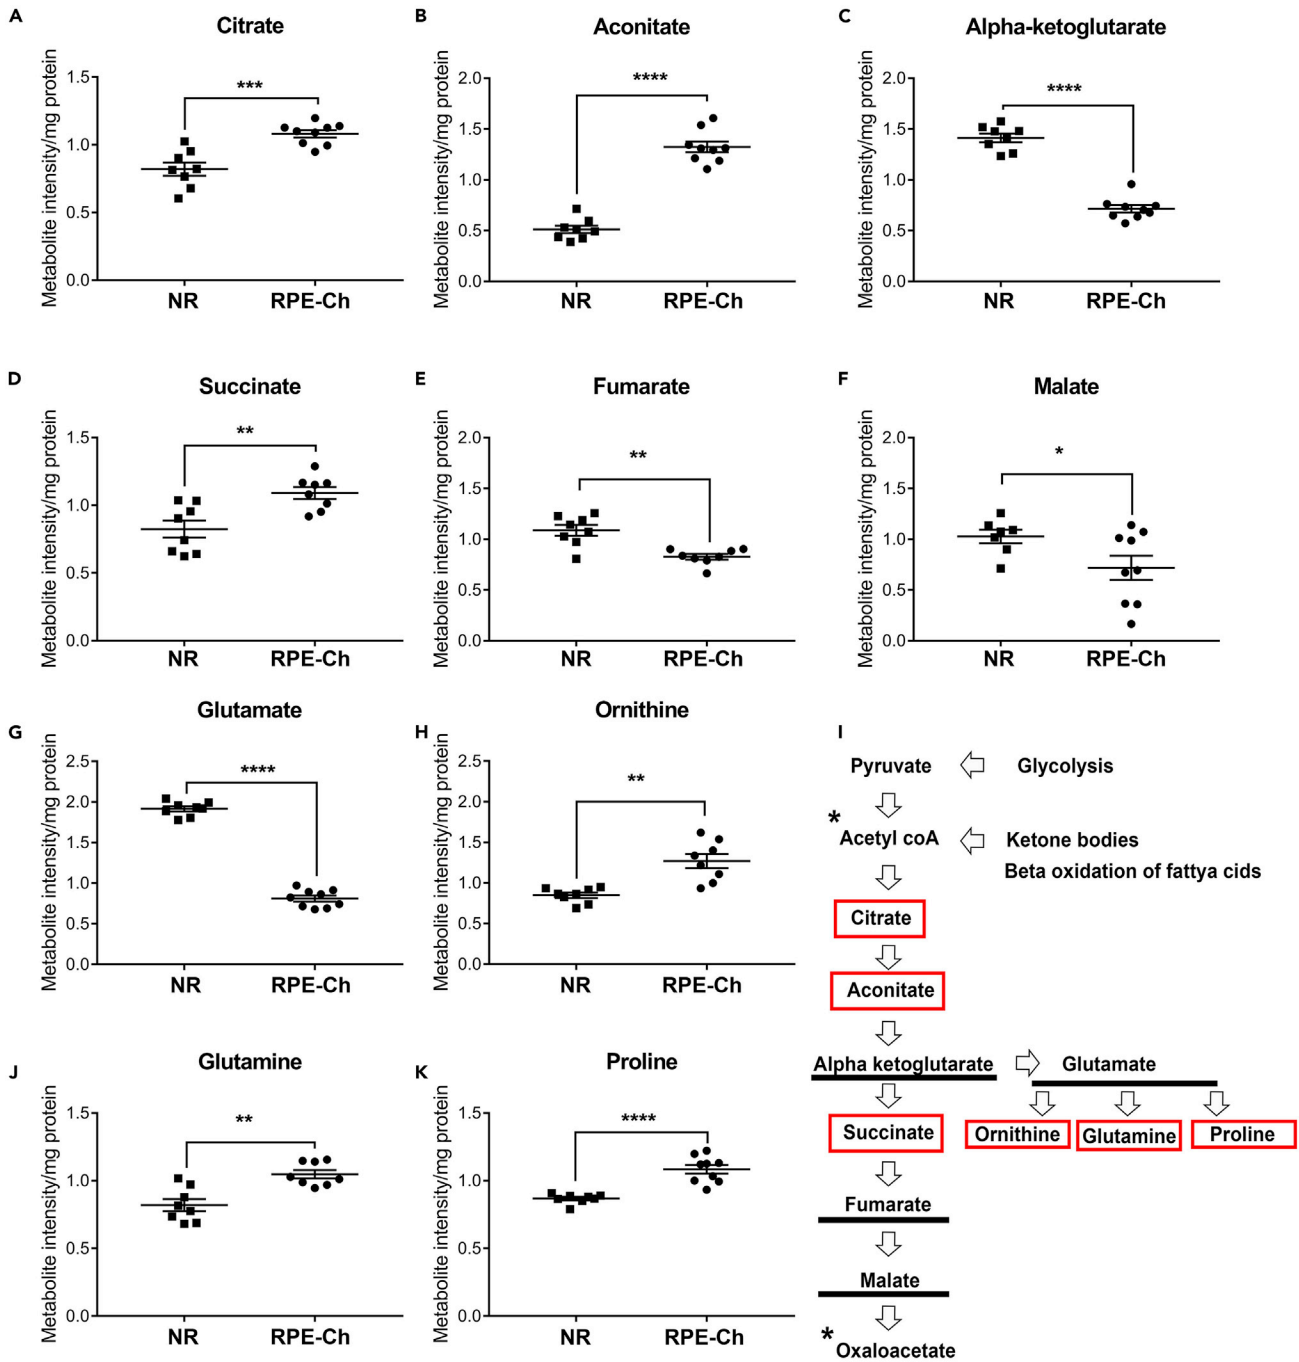 A
Citrate
Metabolite intensity/mg protein
1.5
1.0
0.5
0.0
***
NR
RPE-Ch
B
Aconitate
Metabolite intensity/mg protein
2.0
1.5
1.0
0.5
0.0
****
NR
RPE-Ch
C
Alpha-ketoglutarate
Metabolite intensity/mg protein
2.0
1.5
1.0
0.5
0.0
****
NR
RPE-Ch
D
Succinate
Metabolite intensity/mg protein
1.5
1.0
0.5
0.0
**
NR
RPE-Ch
E
Fumarate
Metabolite intensity/mg protein
2.0
1.5
1.0
0.5
0.0
**
NR
RPE-Ch
F
Malate
Metabolite intensity/mg protein
2.0
1.5
1.0
0.5
0.0
*
NR
RPE-Ch
G
Glutamate
Metabolite intensity/mg protein
2.5
2.0
1.5
1.0
0.5
0.0
****
NR
RPE-Ch
H
Ornithine
Metabolite intensity/mg protein
2.5
2.0
1.5
1.0
0.5
0.0
**
NR
RPE-Ch
I
Pyruvate
Glycolysis
*
Acetyl coA
Ketone bodies
Beta oxidation of fattya cids
Citrate
Aconitate
Alpha ketoglutarate
Glutamate
Succinate
Ornithine
Glutamine
Proline
Fumarate
Malate
*
Oxaloacetate
J
Glutamine
Metabolite intensity/mg protein
1.5
1.0
0.5
0.0
**
NR
RPE-Ch
K
Proline
Metabolite intensity/mg protein
1.5
1.0
0.5
0.0
****
NR
RPE-Ch